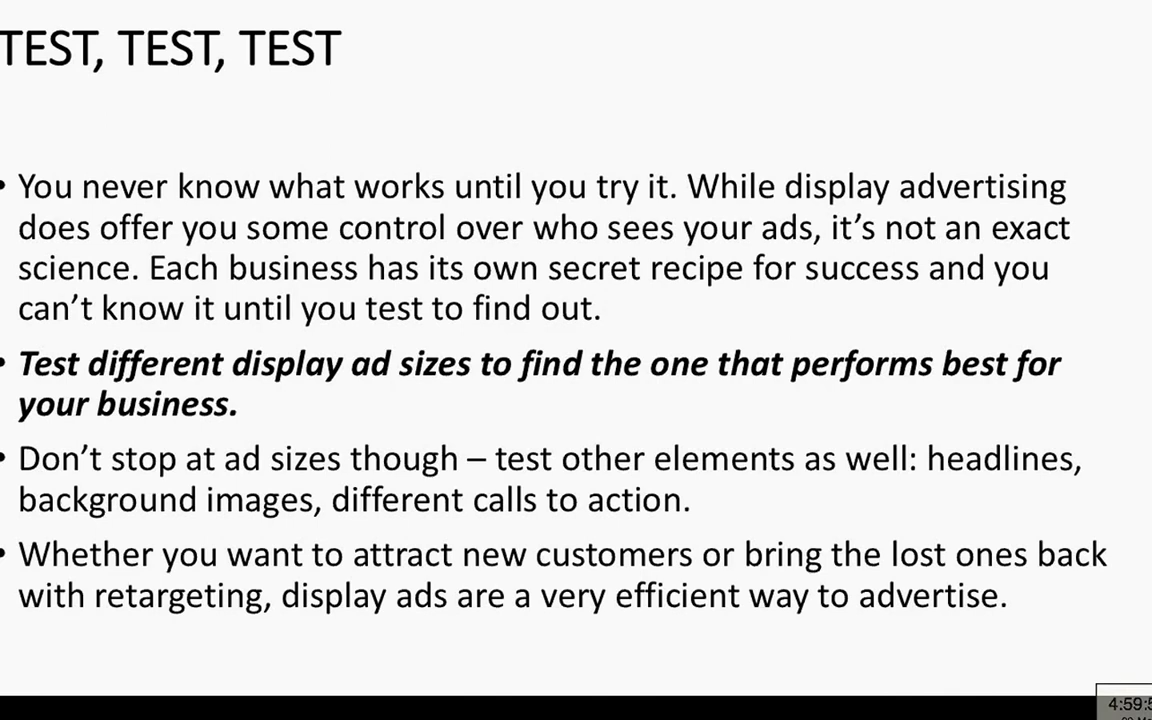 TEST, TEST, TEST
• You never know what works until you try it. While display advertising
does offer you some control over who sees your ads, it’s not an exact
science. Each business has its own secret recipe for success and you
can’t know it until you test to find out.
• Test different display ad sizes to find the one that performs best for
your business.
• Don’t stop at ad sizes though – test other elements as well: headlines,
background images, different calls to action.
• Whether you want to attract new customers or bring the lost ones back
with retargeting, display ads are a very efficient way to advertise.
4:59: